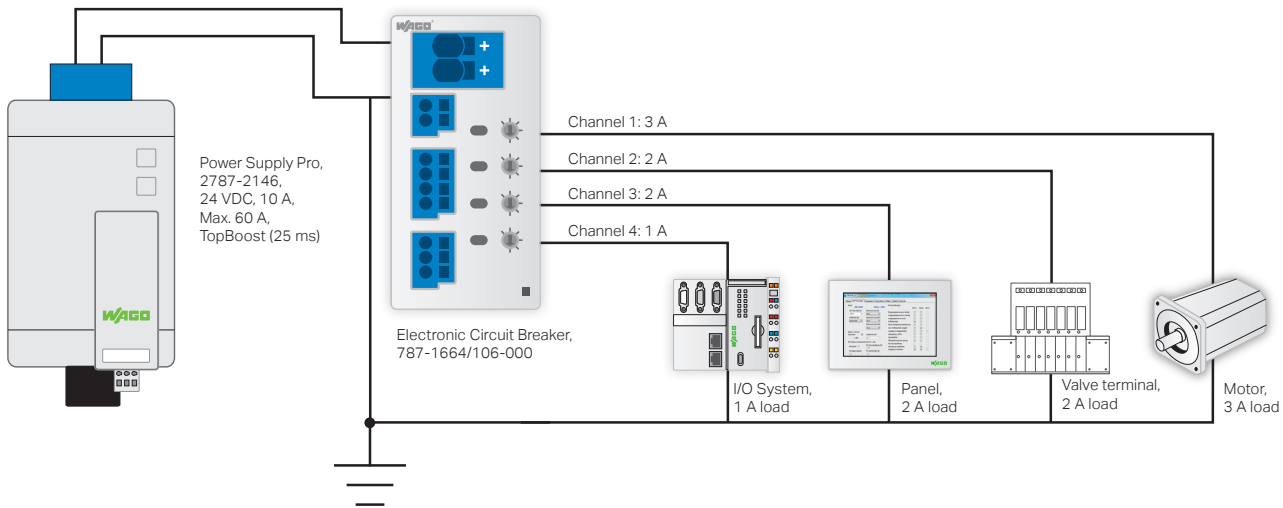 WAGO
+
+
Channel 1: 3 A
Channel 2: 2 A
Channel 3: 2 A
Channel 4: 1 A
Power Supply Pro,
2787-2146,
24 VDC, 10 A,
Max. 60 A,
TopBoost (25 ms)
WAGO
Electronic Circuit Breaker,
787-1664/106-000
WAGO
WAGO
I/O System,
1 A load
Panel,
2 A load
Valve terminal,
2 A load
Motor,
3 A load